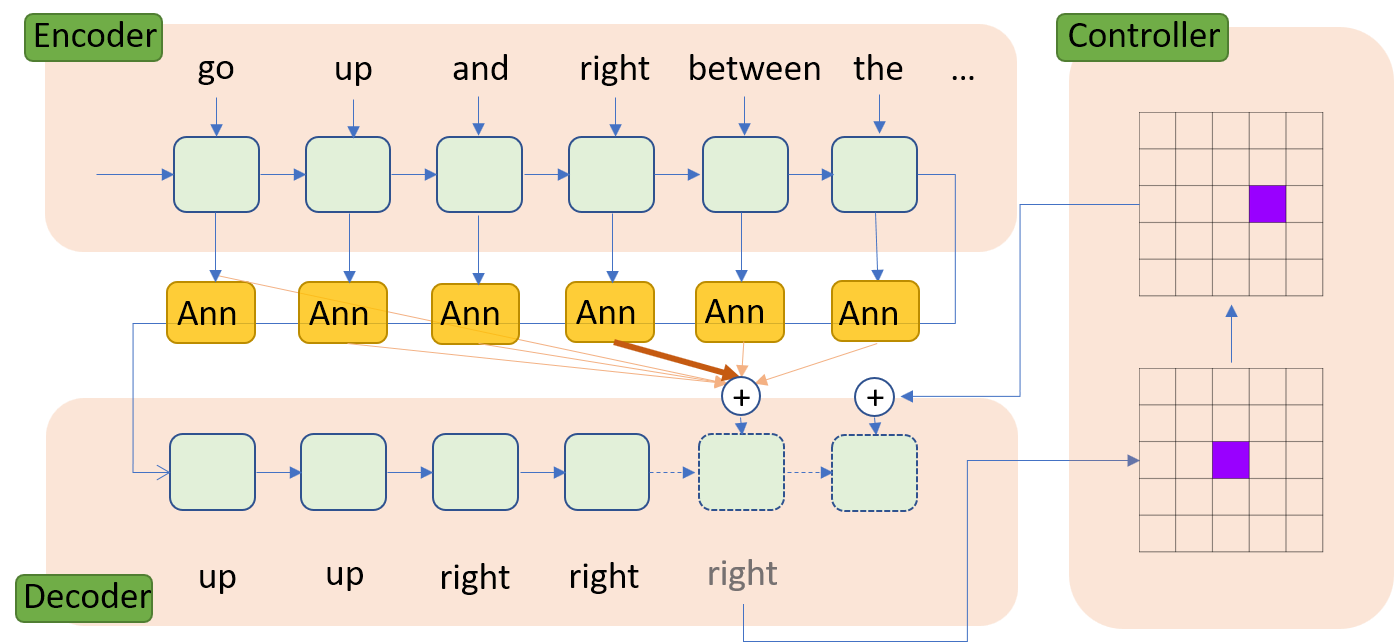 Encoder
Controller
go up and right between the ...
Ann Ann Ann Ann Ann Ann
+ +
up up right right right
Decoder